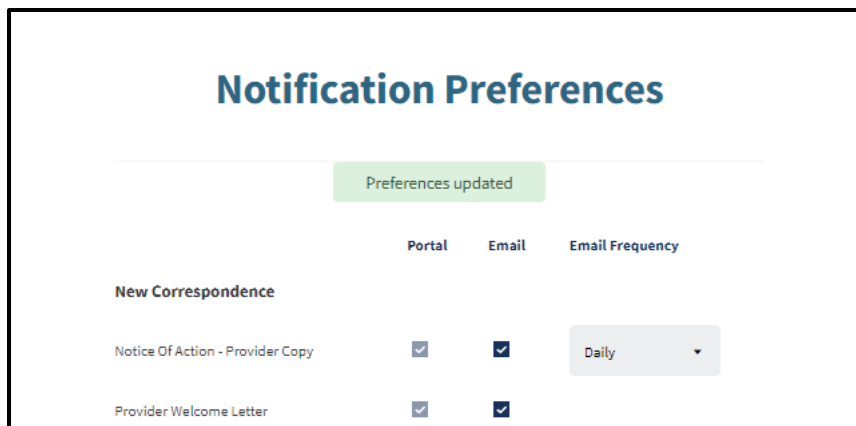 Notification Preferences
Preferences updated
Portal Email Email Frequency
New Correspondence
Notice Of Action - Provider Copy Daily
Provider Welcome Letter